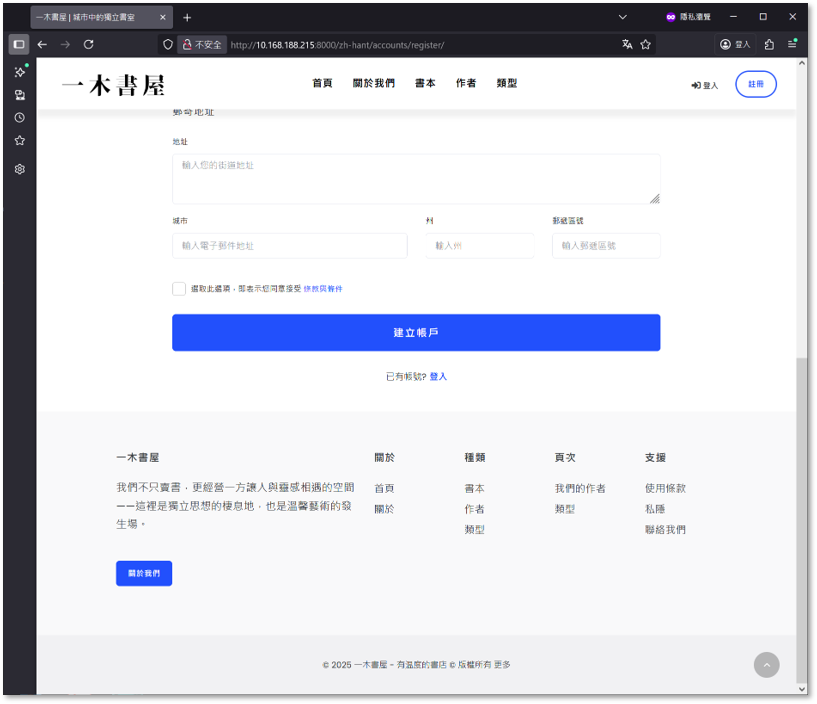 一木書屋 | 城市中的獨立書室
隱私瀏覽
不安全
http://10.168.188.215:8000/zh-hant/accounts/register/
登入
一木書屋
首頁 關於我們 書本 作者 類型
登入
註冊
郵寄地址
地址
輸入您的街道地址
城市 州 郵遞區號
輸入電子郵件地址 輸入州 輸入郵遞區號
選取此選項，即表示您同意接受 條款與條件
建立帳戶
已有帳號? 登入
一木書屋 關於 種類 頁次 支援
我們不只賣書，更經營一方讓人與靈感相遇的空間
——這裡是獨立思想的棲息地，也是溫馨藝術的發
生場。
首頁
關於
書本
作者
類型
我們的作者
類型
使用條款
私隱
聯絡我們
關於我們
© 2025 一木書屋 - 有溫度的書店 © 版權所有 更多